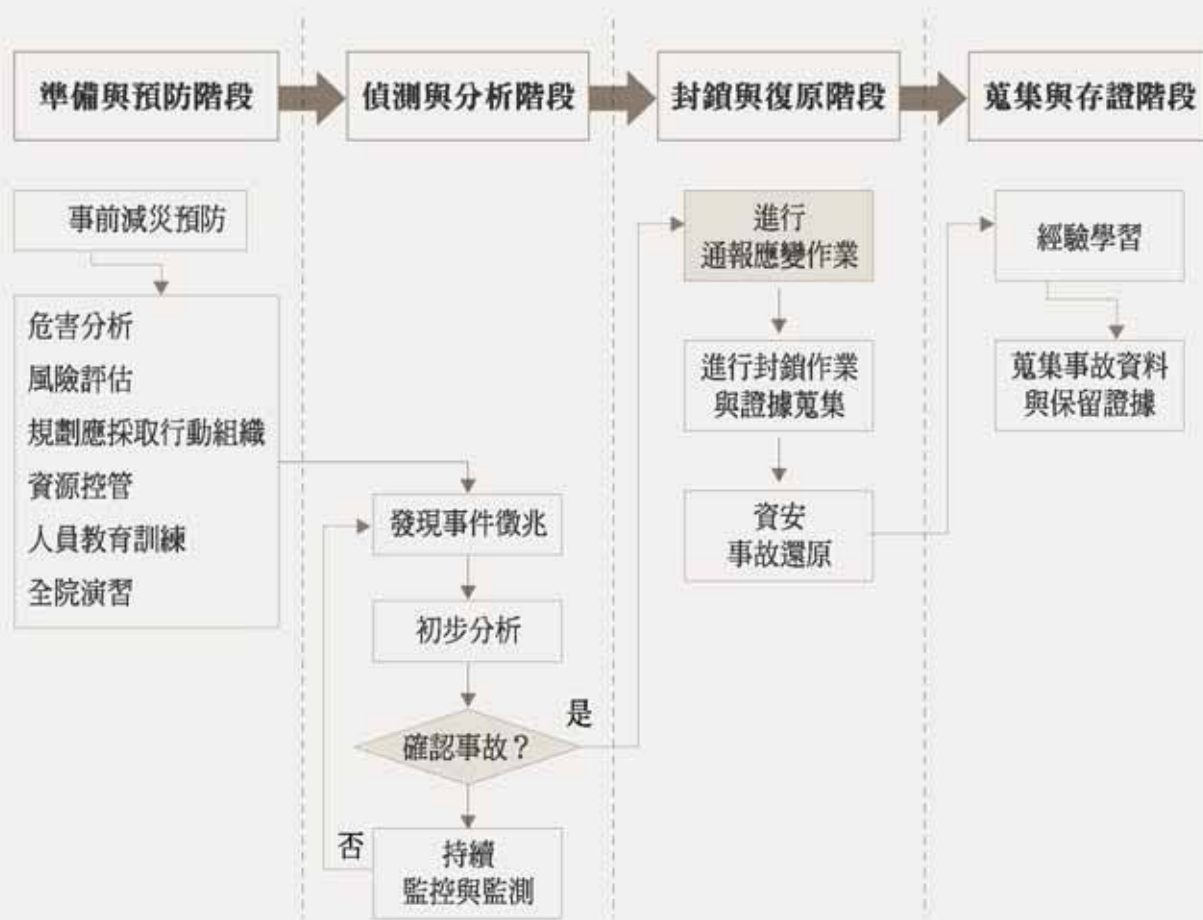 準備與預防階段
偵測與分析階段
封鎖與復原階段
蒐集與存證階段
事前減災預防
危害分析
風險評估
規劃應採取行動組織
資源控管
人員教育訓練
全院演習
發現事件徵兆
初步分析
確認事故？
是
否
持續
監控與監測
進行
通報應變作業
進行封鎖作業
與證據蒐集
資安
事故還原
經驗學習
蒐集事故資料
與保留證據